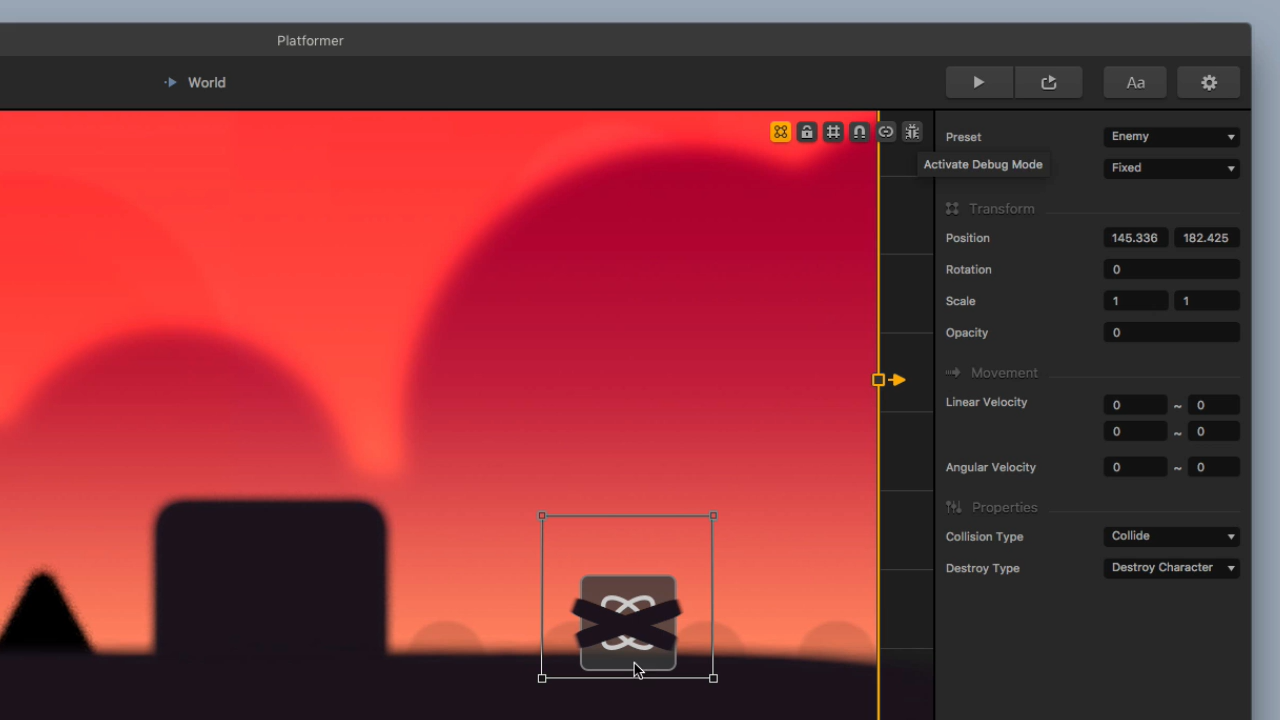 Platformer
World
Aa
Preset
Enemy
Activate Debug Mode
Fixed
Transform
Position
145.336
182.425
Rotation
0
Scale
1
1
Opacity
0
Movement
Linear Velocity
0 ~ 0
0 ~ 0
Angular Velocity
0 ~ 0
Properties
Collision Type
Collide
Destroy Type
Destroy Character